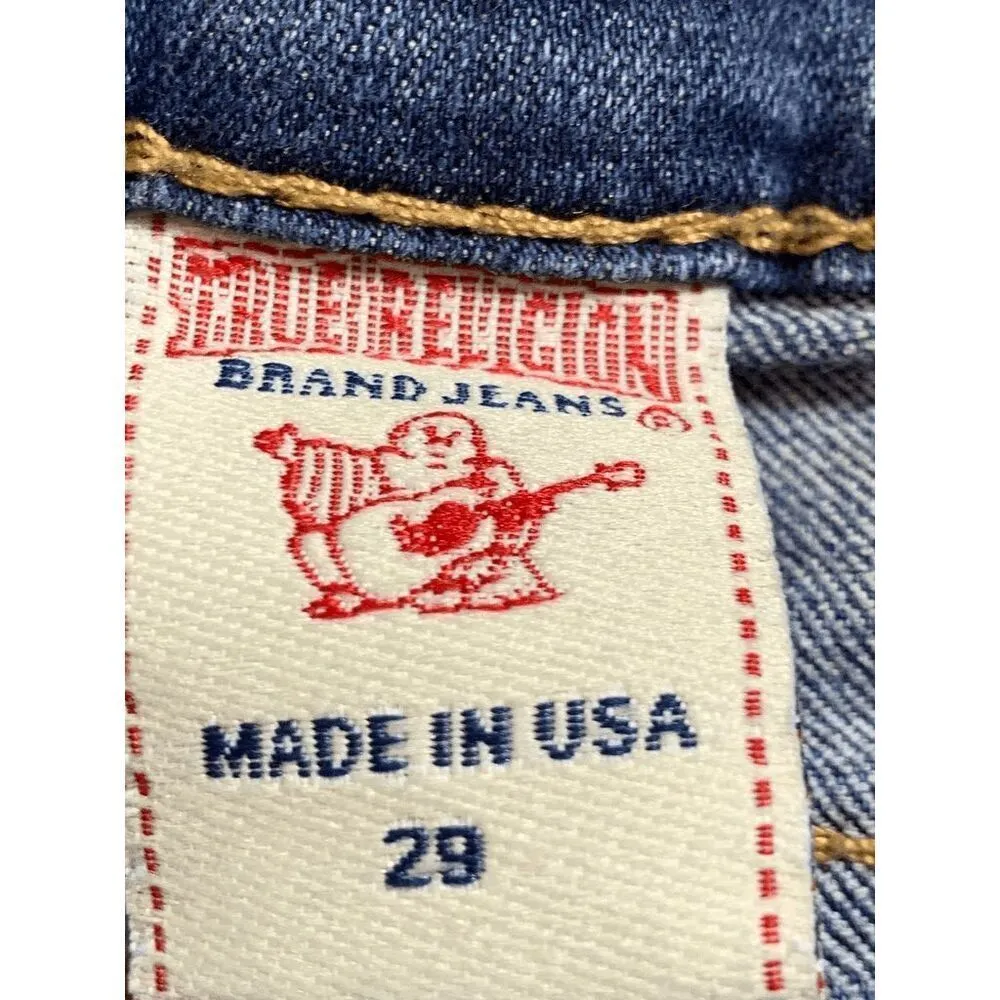 TRUE RELIGION
BRAND JEANS ®
MADE IN USA
29